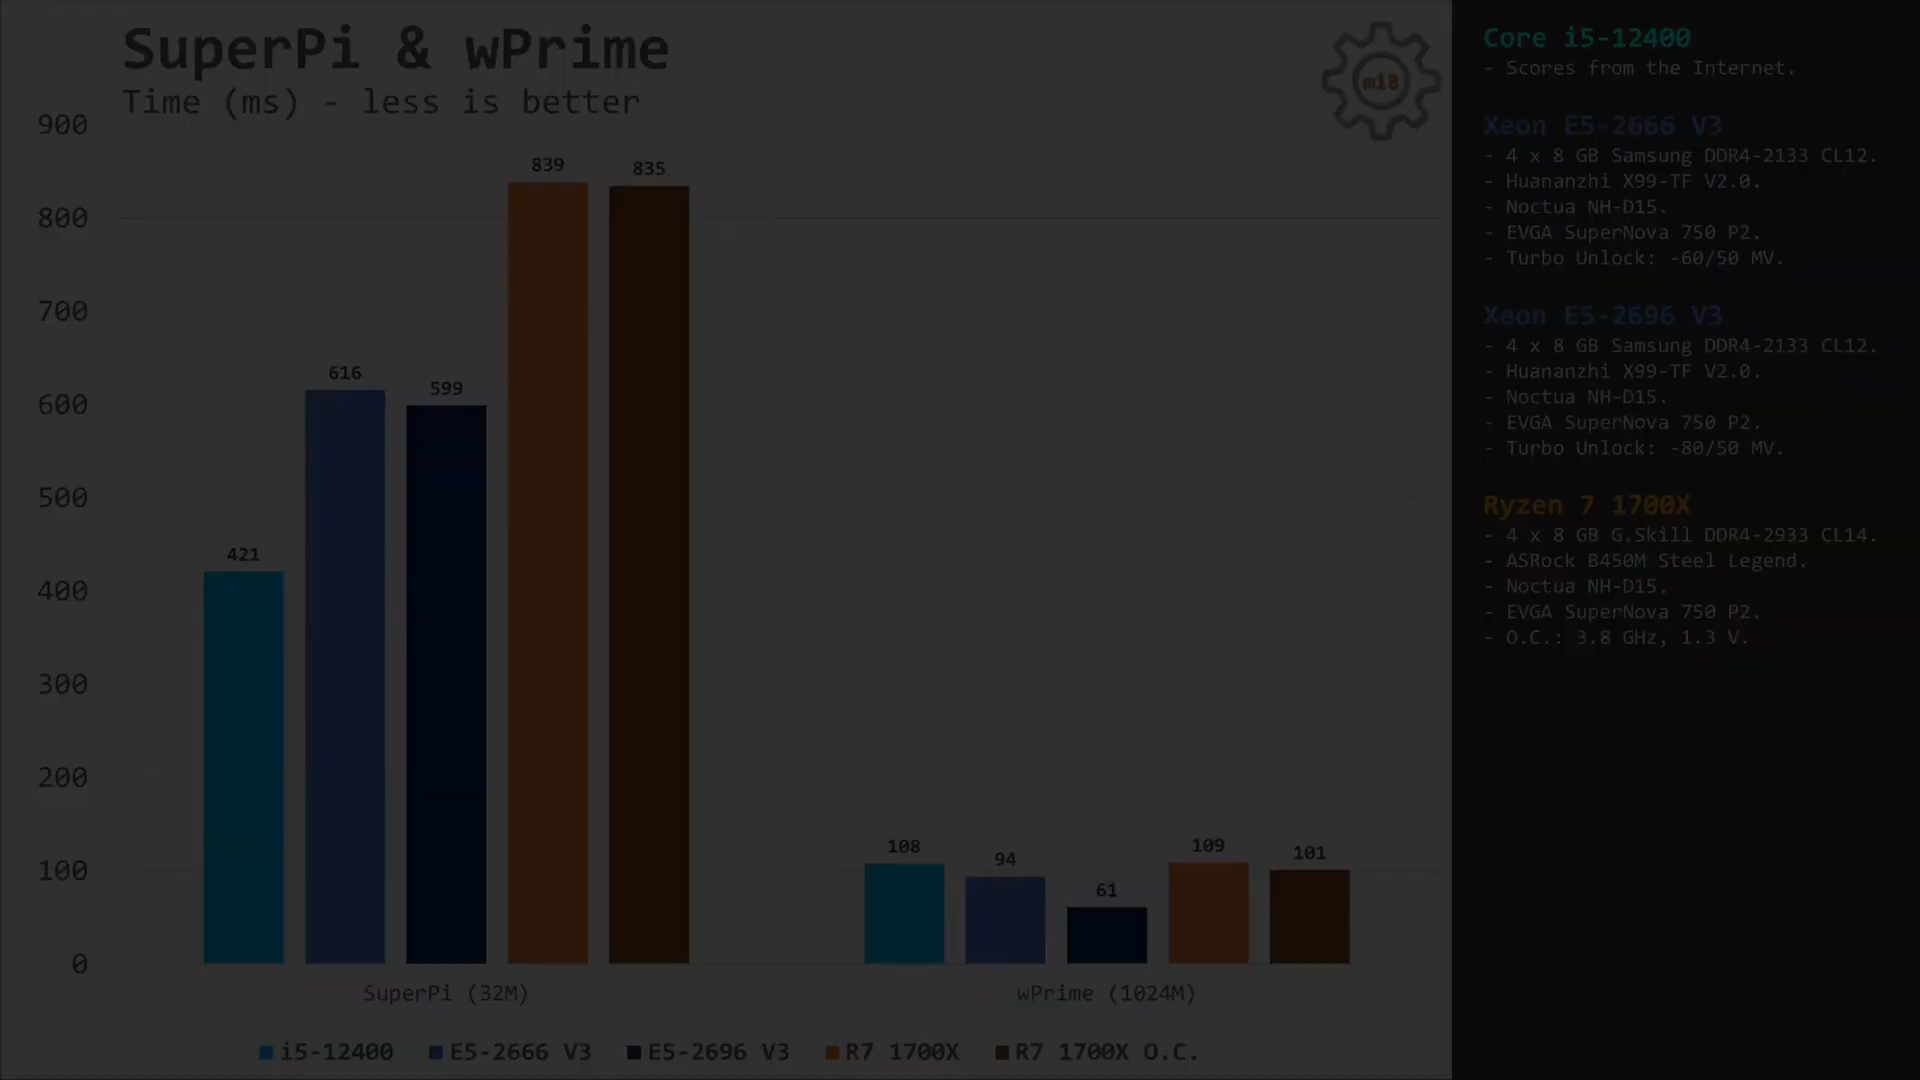 SuperPi & wPrime
Time (ms) - less is better
mi8
900
800
700
600
500
400
300
200
100
0
421
616
599
839
835
108
94
61
109
101
SuperPi (32M)
wPrime (1024M)
i5-12400
E5-2666 V3
E5-2696 V3
R7 1700X
R7 1700X O.C.
Core i5-12400
- Scores from the Internet.
Xeon E5-2666 V3
- 4 x 8 GB Samsung DDR4-2133 CL12.
- Huananzhi X99-TF V2.0.
- Noctua NH-D15.
- EVGA SuperNova 750 P2.
- Turbo Unlock: -60/50 MV.
Xeon E5-2696 V3
- 4 x 8 GB Samsung DDR4-2133 CL12.
- Huananzhi X99-TF V2.0.
- Noctua NH-D15.
- EVGA SuperNova 750 P2.
- Turbo Unlock: -80/50 MV.
Ryzen 7 1700X
- 4 x 8 GB G.Skill DDR4-2933 CL14.
- ASRock B450M Steel Legend.
- Noctua NH-D15.
- EVGA SuperNova 750 P2.
- O.C.: 3.8 GHz, 1.3 V.